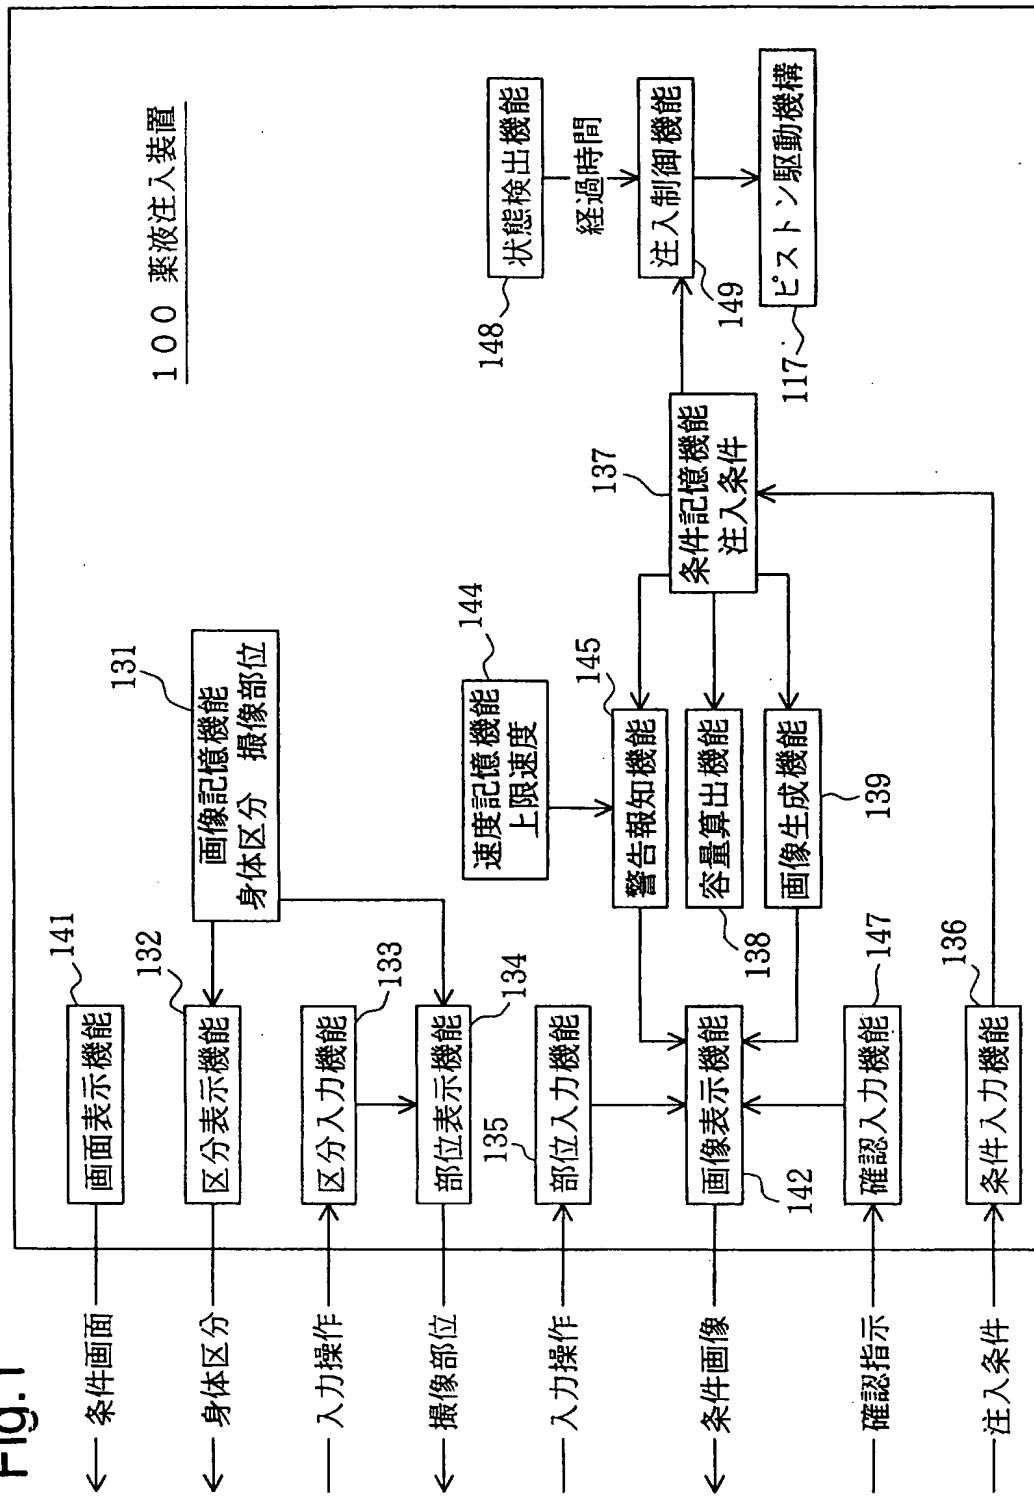 Fig.1
100 薬液注入装置
条件画面
画面表示機能
141
身体区分
区分表示機能
132
画像記憶機能
身体区分 撮像部位
131
入力操作
区分入力機能
133
撮像部位
部位表示機能
134
入力操作
部位入力機能
135
速度記憶機能
上限速度
144
警告報知機能
145
条件画像
画像表示機能
142
容量算出機能
138
画像生成機能
139
条件記憶機能
注入条件
137
状態検出機能
148
経過時間
注入制御機能
149
ピストン駆動機構
117
確認指示
確認入力機能
147
注入条件
条件入力機能
136